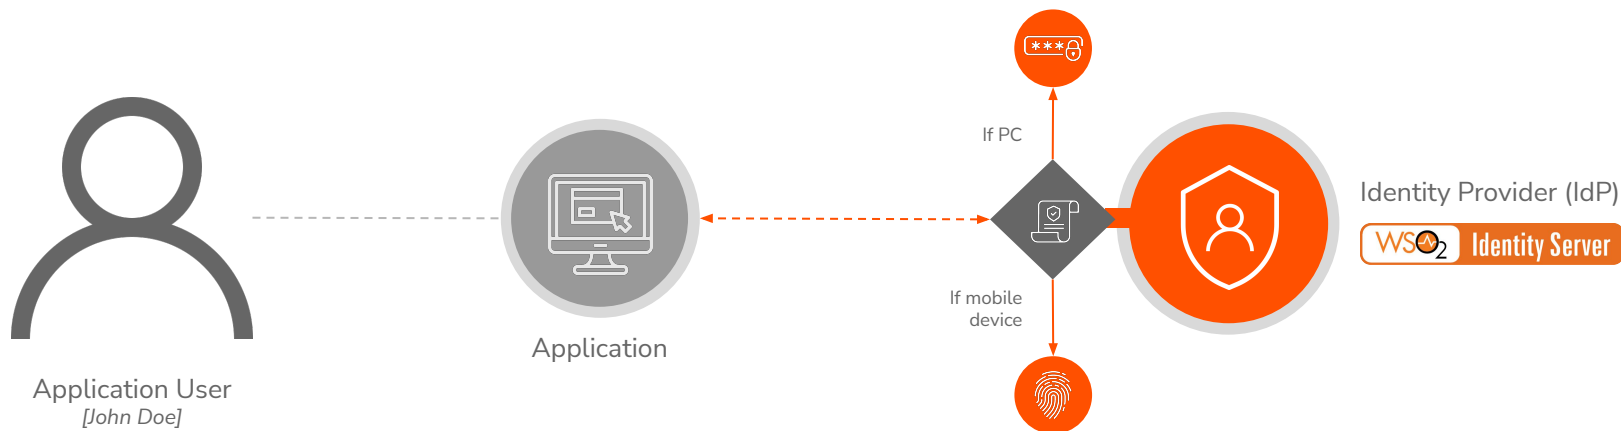 ***
If PC
If mobile
device
Application
Application User
[John Doe]
Identity Provider (IdP)
WSO2 Identity Server